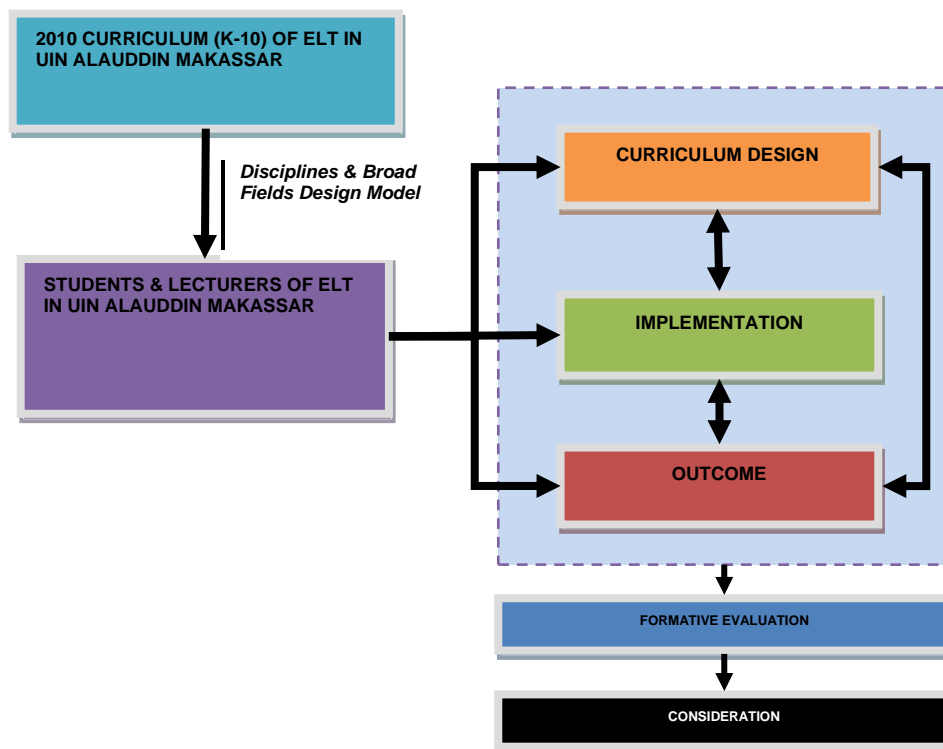 2010 CURRICULUM (K-10) OF ELT IN
UIN ALAUDDIN MAKASSAR
Disciplines & Broad
Fields Design Model
STUDENTS & LECTURERS OF ELT
IN UIN ALAUDDIN MAKASSAR
CURRICULUM DESIGN
IMPLEMENTATION
OUTCOME
FORMATIVE EVALUATION
CONSIDERATION